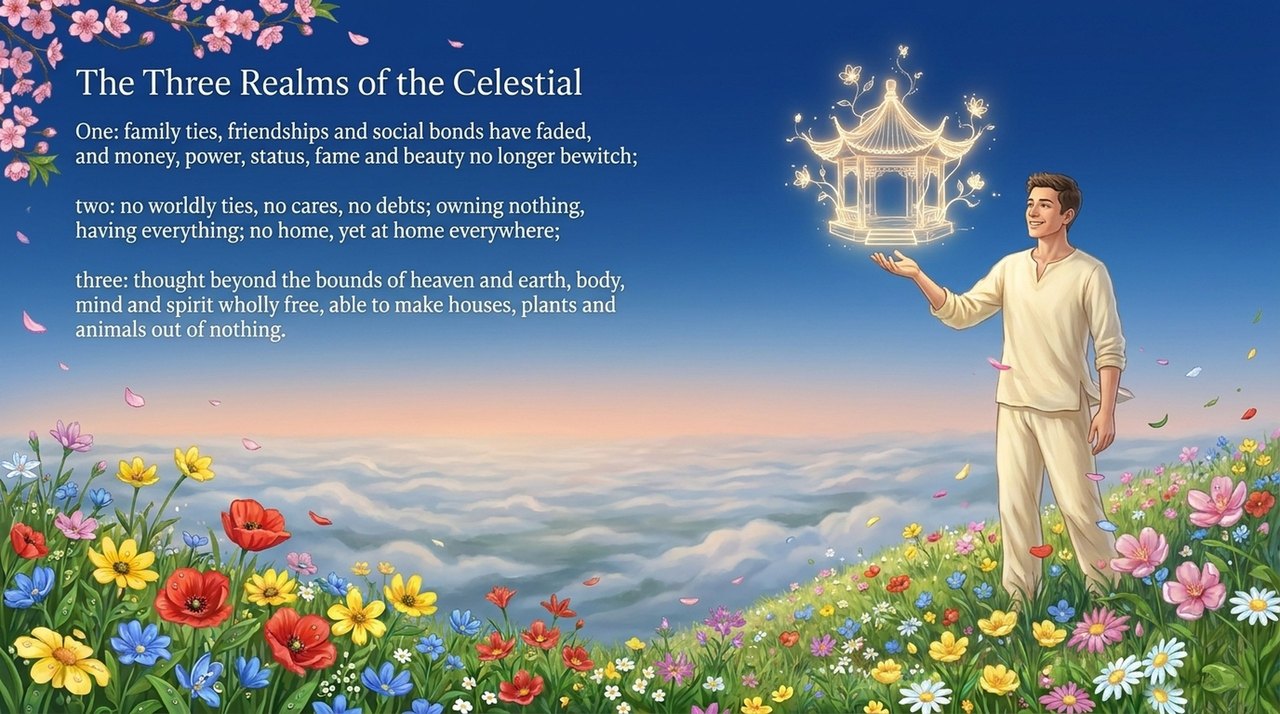 The Three Realms of the Celestial
One: family ties, friendships and social bonds have faded,
and money, power, status, fame and beauty no longer bewitch;
two: no worldly ties, no cares, no debts; owning nothing,
having everything; no home, yet at home everywhere;
three: thought beyond the bounds of heaven and earth, body,
mind and spirit wholly free, able to make houses, plants and
animals out of nothing.